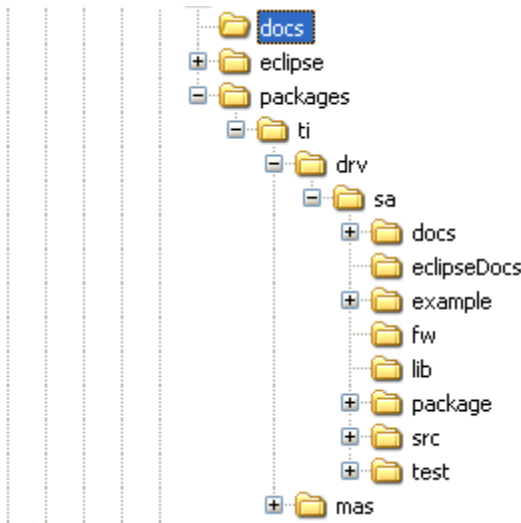 docs
eclipse
packages
ti
drv
sa
docs
eclipseDocs
example
fw
lib
package
src
test
mas